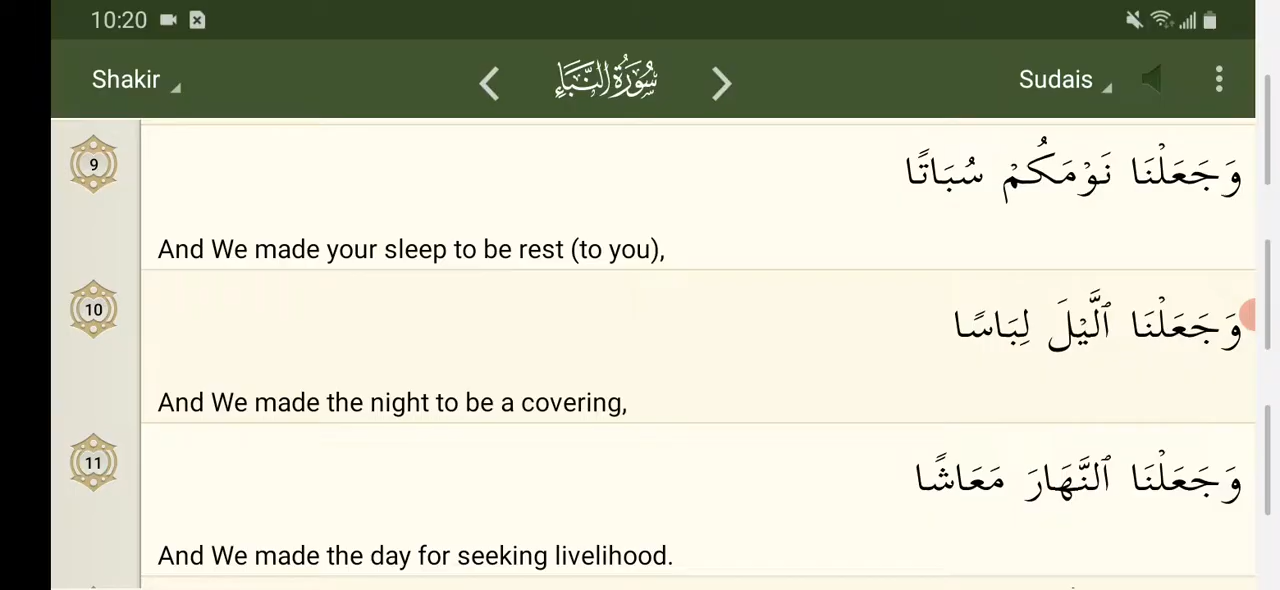 10:20
Shakir
سُورَةُ النَّبَإِ
Sudais
9
وَجَعَلْنَا نَوْمَكُمْ سُبَاتًا
And We made your sleep to be rest (to you),
10
وَجَعَلْنَا ٱلَّيْلَ لِبَاسًا
And We made the night to be a covering,
11
وَجَعَلْنَا ٱلنَّهَارَ مَعَاشًا
And We made the day for seeking livelihood.